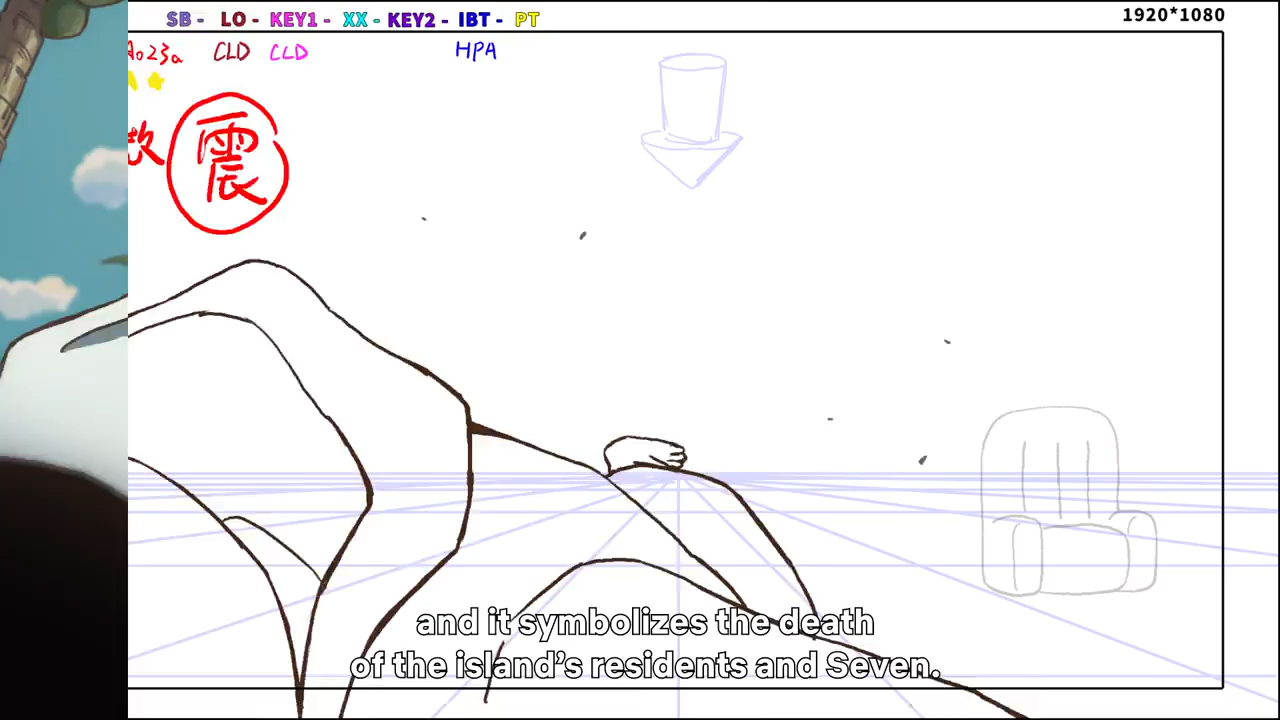 SB - LO - KEY1 - XX - KEY2 - IBT - PT
1920*1080
CLD CLD HPA
震
and it symbolizes the death
of the island’s residents and Seven.